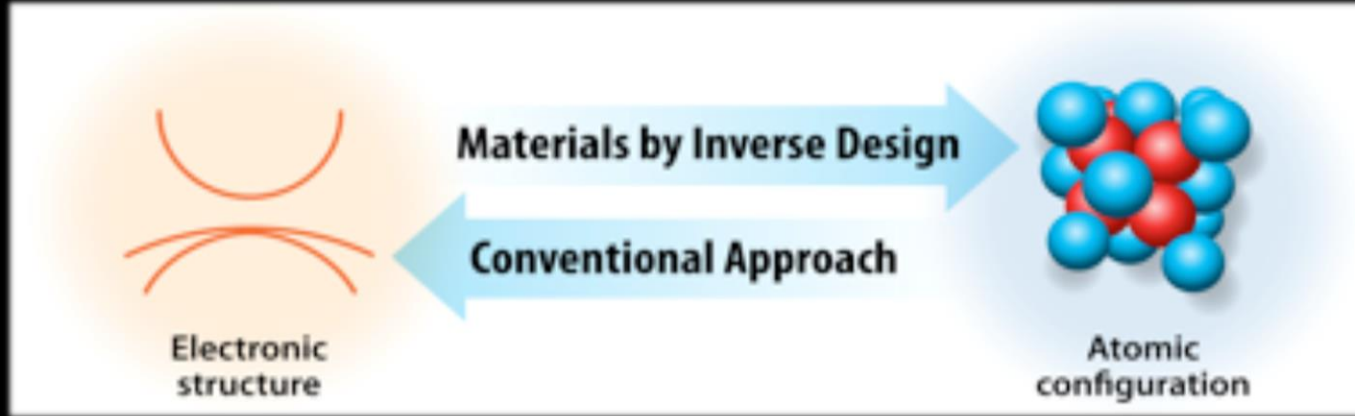 Materials by Inverse Design
Conventional Approach
Electronic
structure
Atomic
configuration